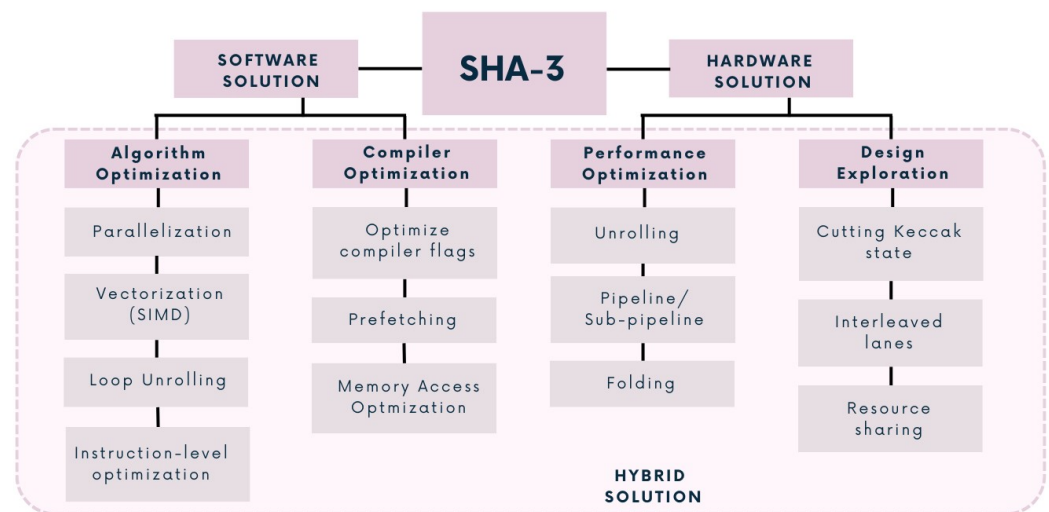 SHA-3
SOFTWARE
SOLUTION
HARDWARE
SOLUTION
Algorithm
Optimization
Parallelization
Vectorization
(SIMD)
Loop Unrolling
Instruction-level
optimization
Compiler
Optimization
Optimize
compiler flags
Prefetching
Memory Access
Optmization
Performance
Optimization
Unrolling
Pipeline/
Sub-pipeline
Folding
Design
Exploration
Cutting Keccak
state
Interleaved
lanes
Resource
sharing
HYBRID
SOLUTION